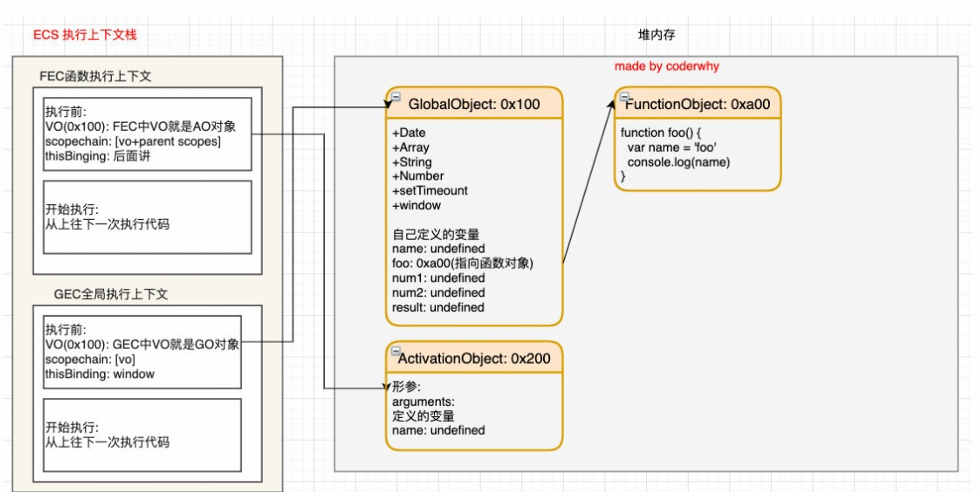 ECS 执行上下文栈
FEC函数执行上下文
执行前:
VO(0x100): FEC中VO就是AO对象
scopechain: [vo+parent scopes]
thisBinging: 后面讲
开始执行:
从上往下一次执行代码
GEC全局执行上下文
执行前:
VO(0x100): GEC中VO就是GO对象
scopechain: [vo]
thisBinding: window
开始执行:
从上往下一次执行代码
堆内存
made by coderwhy
GlobalObject: 0x100
+Date
+Array
+String
+Number
+setTimeount
+window
自己定义的变量
name: undefined
foo: 0xa00(指向函数对象)
num1: undefined
num2: undefined
result: undefined
FunctionObject: 0xa00
function foo() {
var name = 'foo'
console.log(name)
}
ActivationObject: 0x200
形参:
arguments:
定义的变量
name: undefined